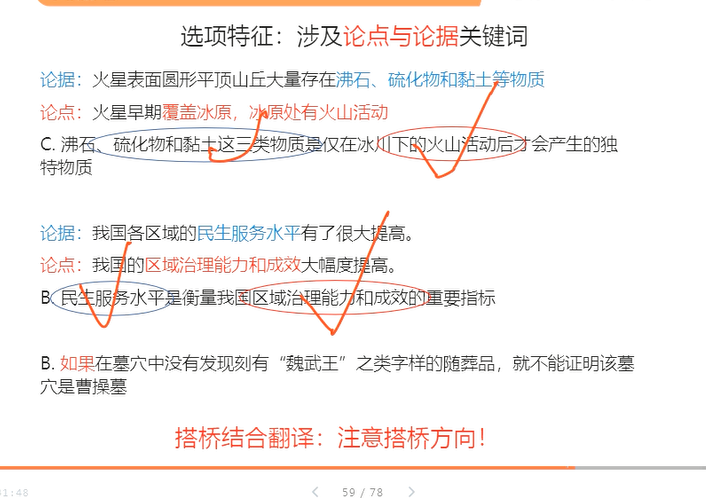 选项特征：涉及论点与论据关键词
论据：火星表面圆形平顶山丘大量存在沸石、硫化物和黏土等物质
论点：火星早期覆盖冰原，冰原处有火山活动
C. 沸石、硫化物和黏土这三类物质是仅在冰川下的火山活动后才会产生的独
特物质
论据：我国各区域的民生服务水平有了很大提高。
论点：我国的区域治理能力和成效大幅度提高。
B. 民生服务水平是衡量我国区域治理能力和成效的重要指标
B. 如果在墓穴中没有发现刻有“魏武王”之类字样的随葬品，就不能证明该墓
穴是曹操墓
搭桥结合翻译：注意搭桥方向！
1:48
59 / 78